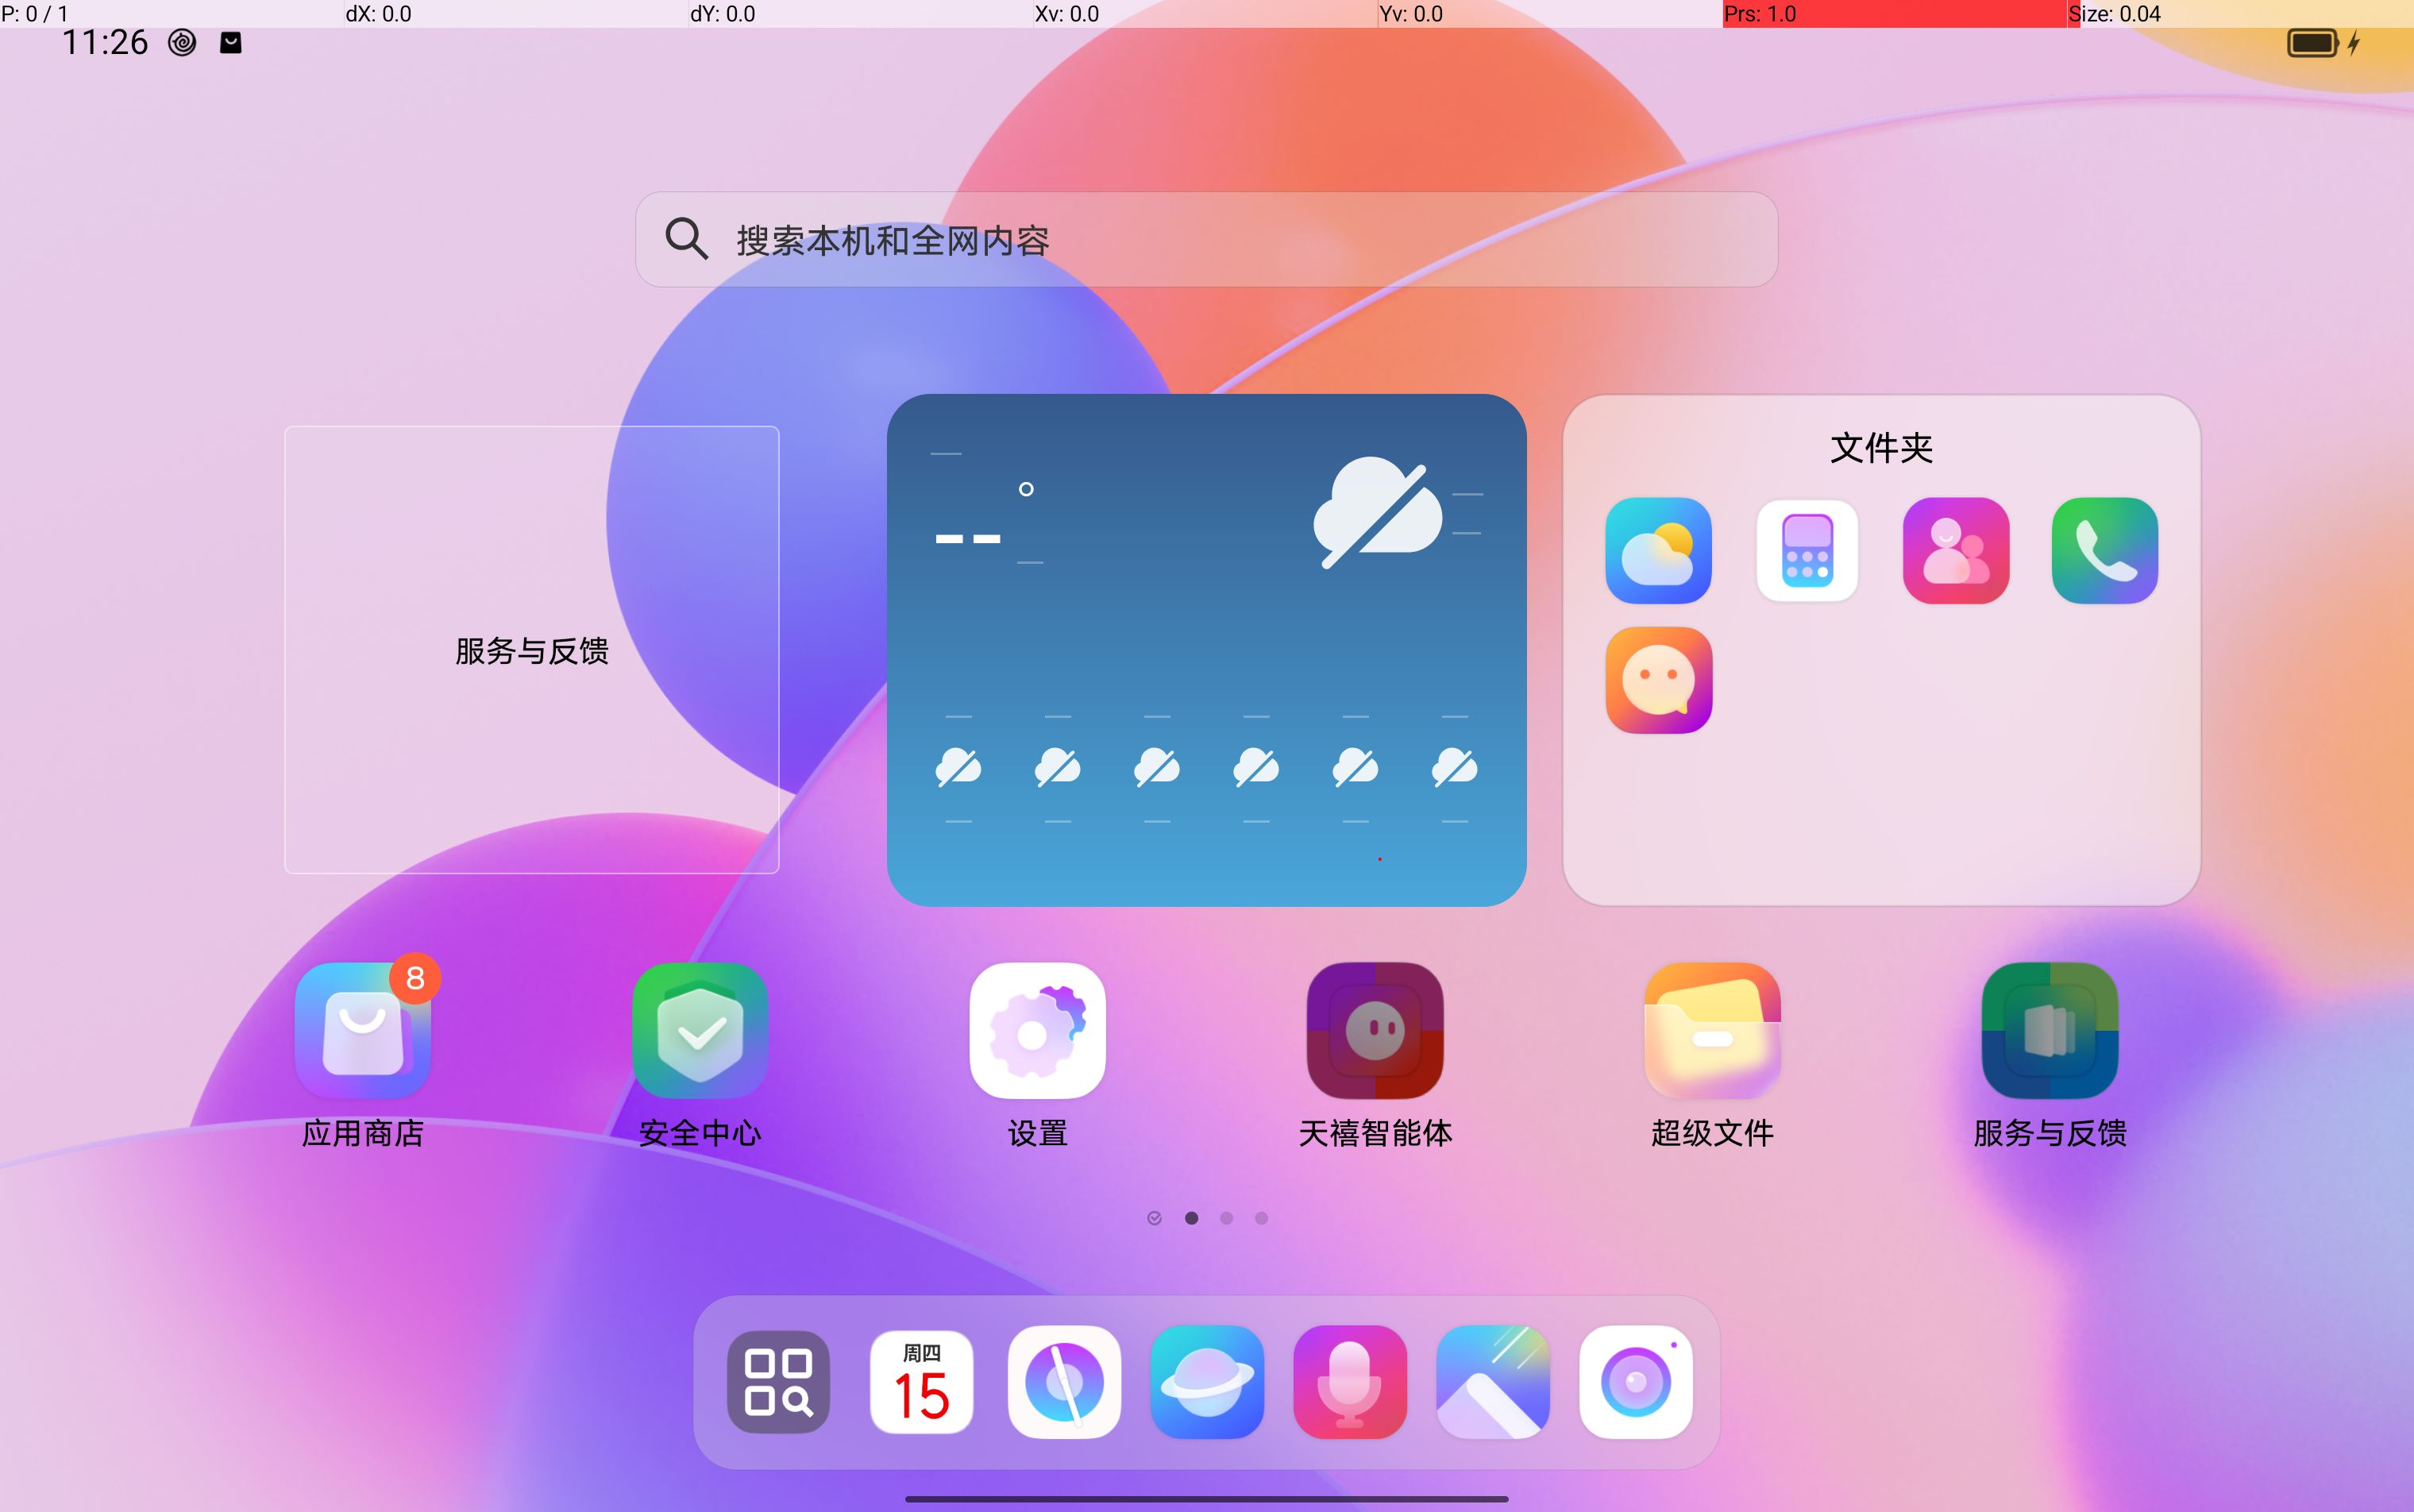 P: 0 / 1 dX: 0.0 dY: 0.0 Xv: 0.0 Yv: 0.0 Prs: 1.0 Size: 0.04
11:26
搜索本机和全网内容
服务与反馈
-- °
文件夹
8
应用商店 安全中心 设置 天禧智能体 超级文件 服务与反馈
周四
15